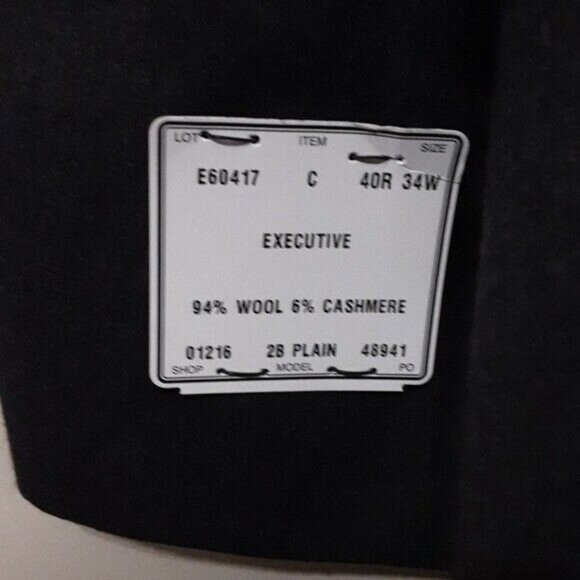 LOT ITEM SIZE
E60417 C 40R 34W
EXECUTIVE
94% WOOL 6% CASHMERE
01216 2B PLAIN 48941
SHOP MODEL PO